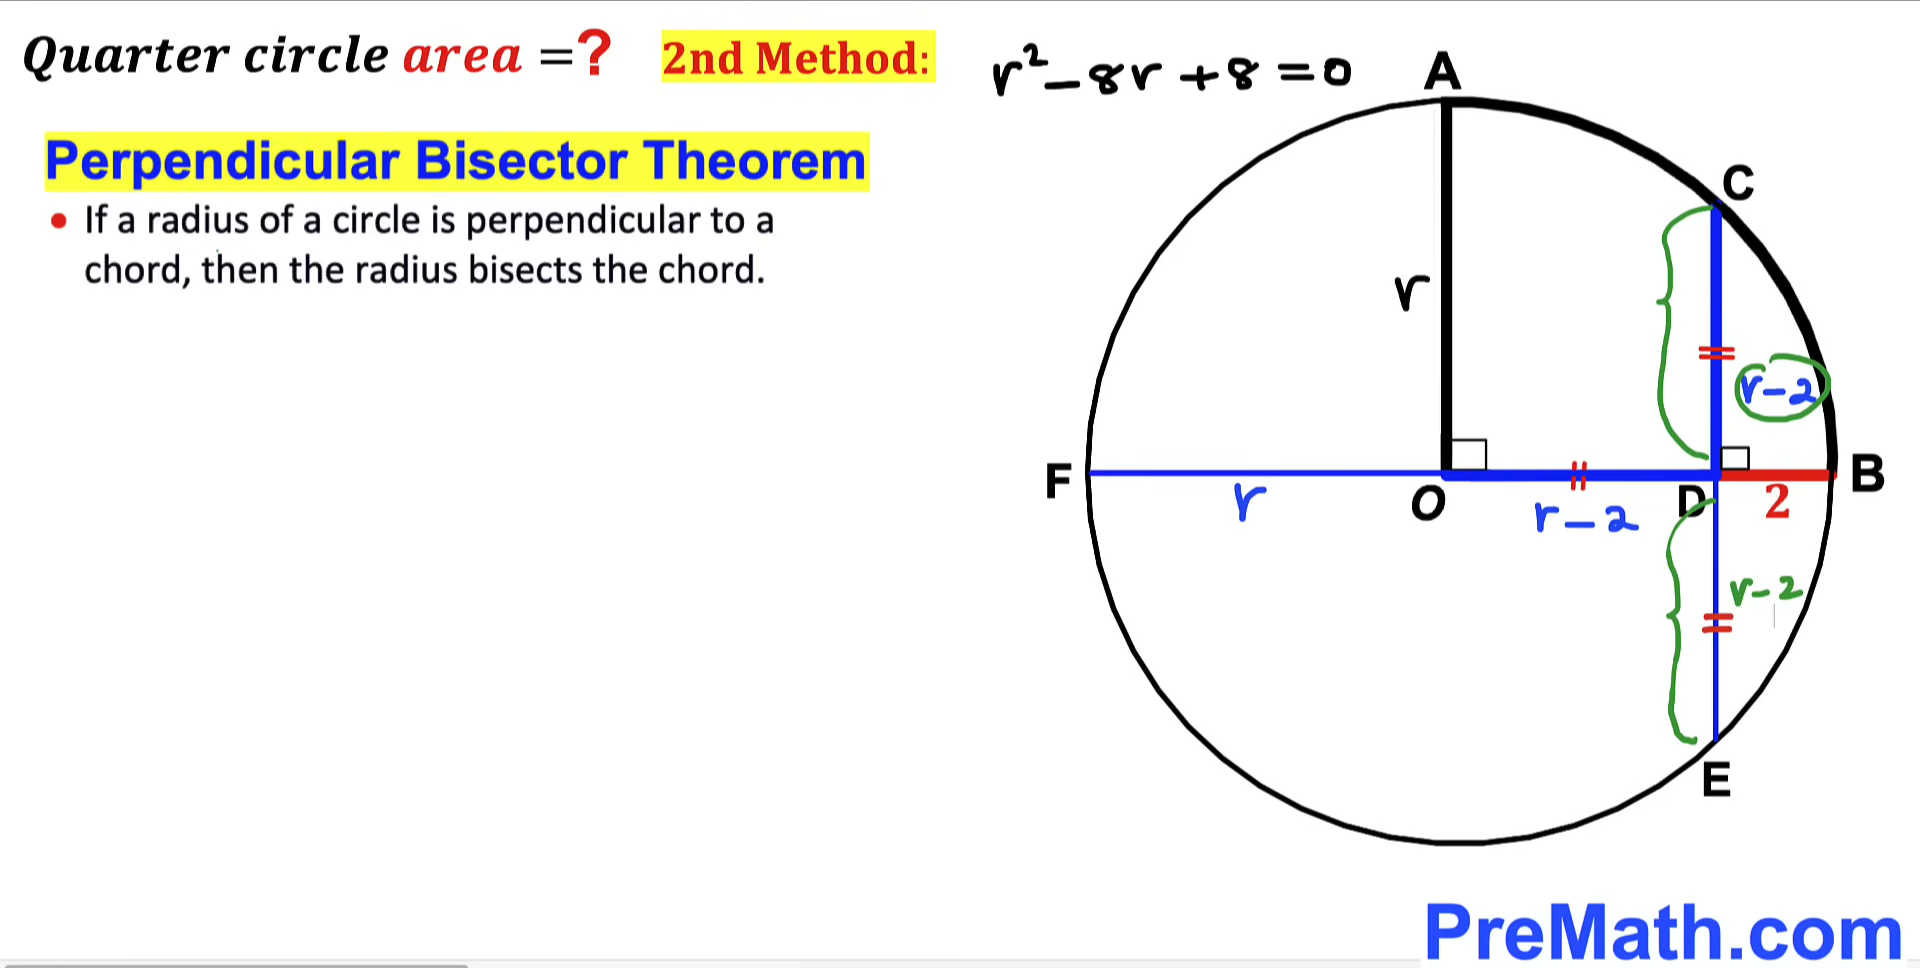 Quarter circle area =? 2nd Method: r²-8r+8=0
Perpendicular Bisector Theorem
• If a radius of a circle is perpendicular to a
chord, then the radius bisects the chord.
A
C
r
r-2
F
O
D
B
r
r-2
2
r-2
E
PreMath.com